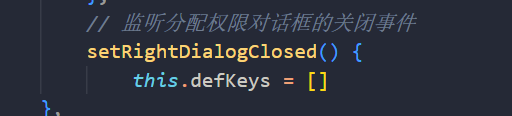 },
// 监听分配权限对话框的关闭事件
setRightDialogClosed() {
this.defKeys = []
},